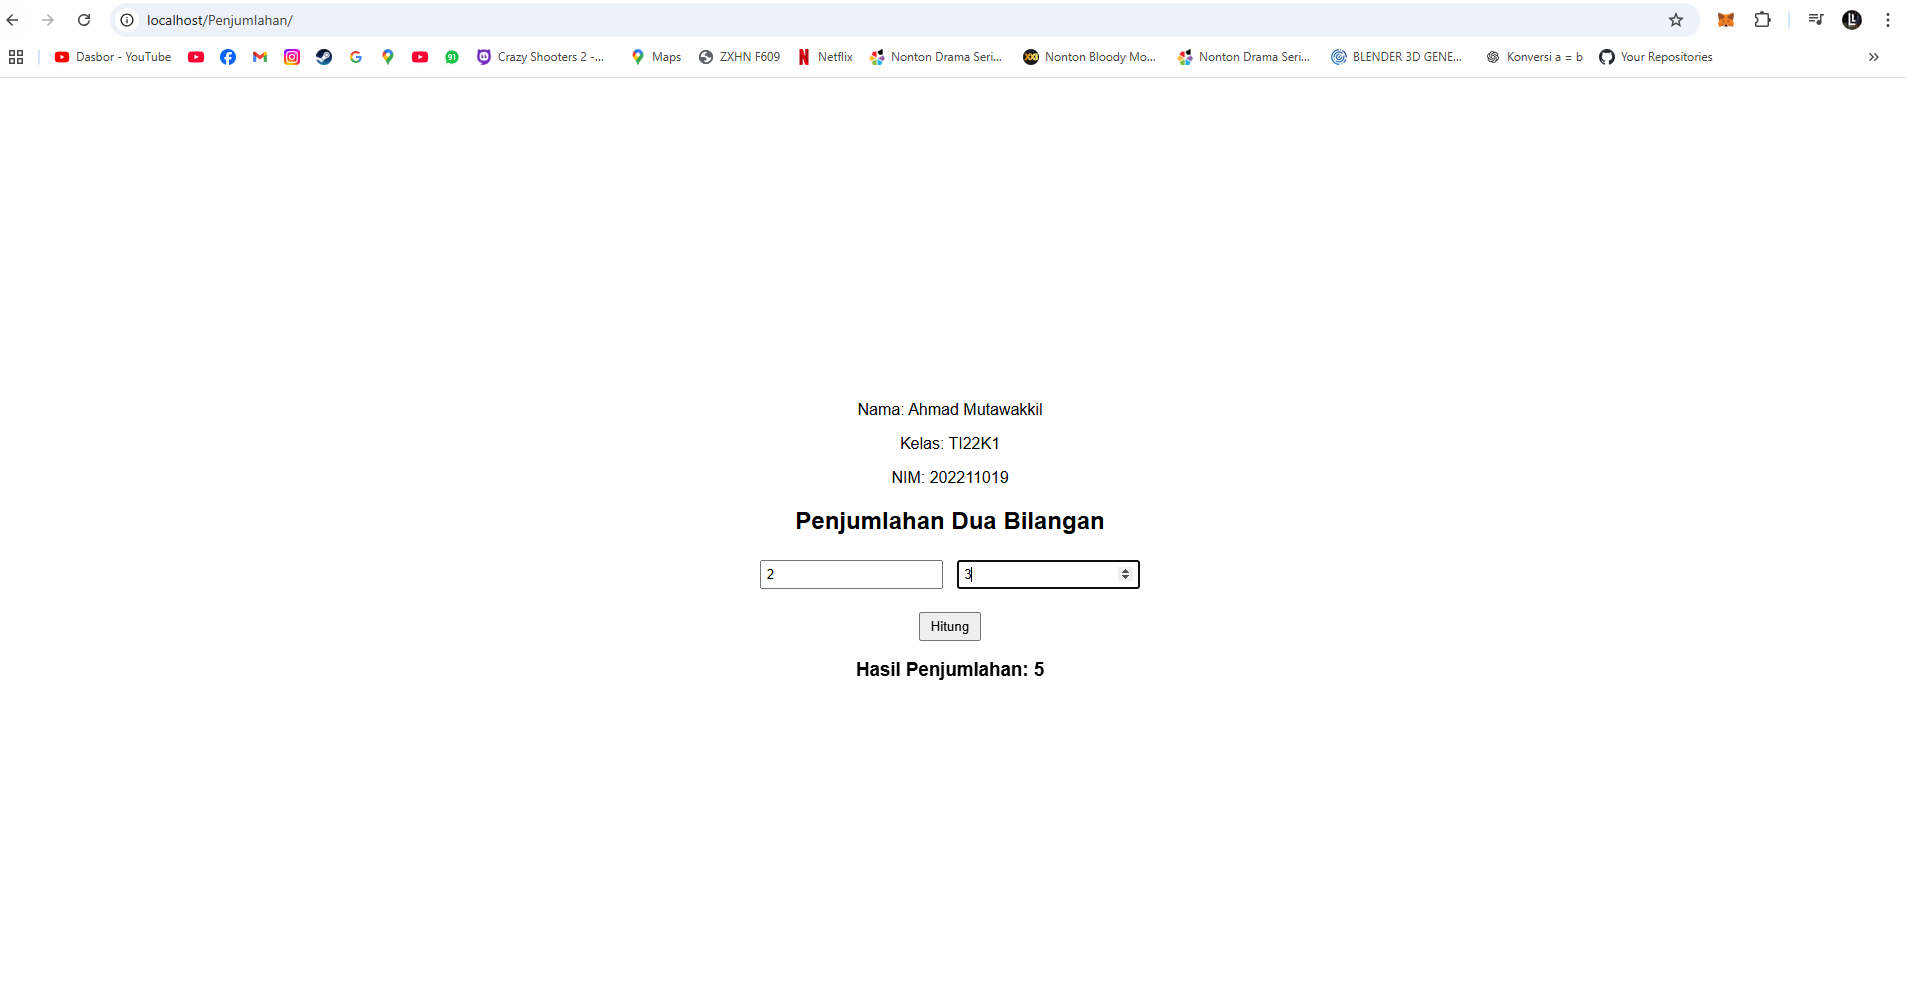 localhost/Penjumlahan/
Dasbor - YouTube
91
Crazy Shooters 2 -...
Maps
ZXHN F609
Netflix
Nonton Drama Seri...
Nonton Bloody Mo...
Nonton Drama Seri...
BLENDER 3D GENE...
Konversi a = b
Your Repositories
Nama: Ahmad Mutawakkil
Kelas: TI22K1
NIM: 202211019
Penjumlahan Dua Bilangan
2 3
Hitung
Hasil Penjumlahan: 5